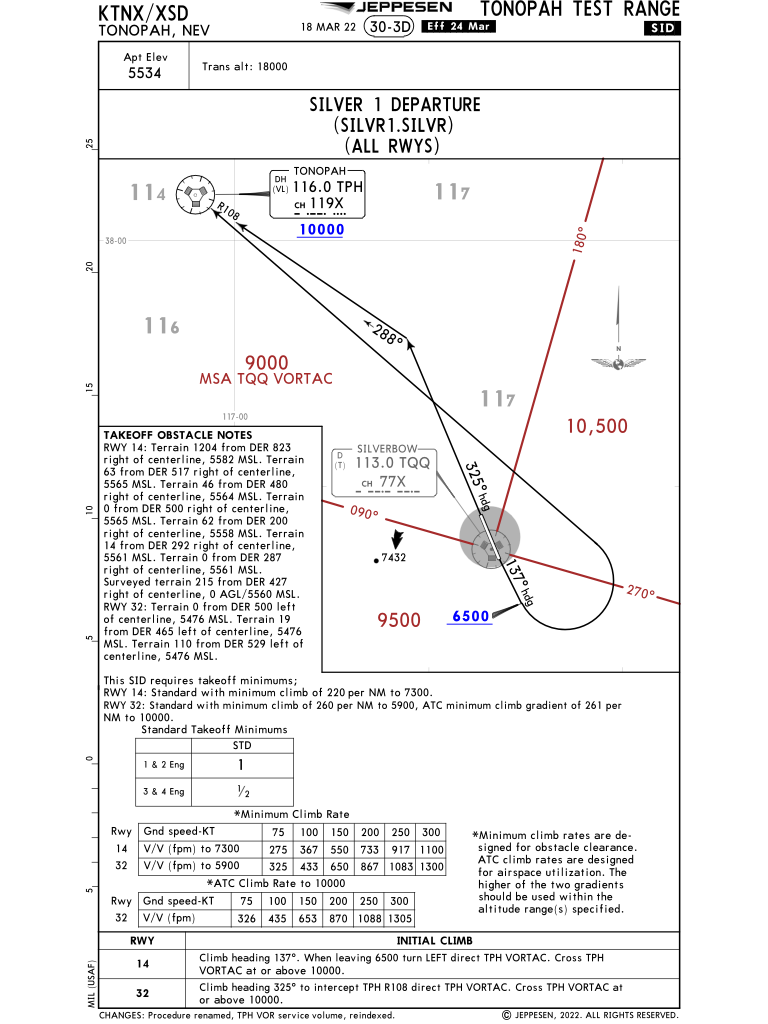 KTNX/XSD
TONOPAH, NEV
JEPPESEN
18 MAR 22 30-3D Eff 24 Mar
TONOPAH TEST RANGE
SID
Apt Elev
5534
Trans alt: 18000
SILVER 1 DEPARTURE
(SILVR1.SILVR)
(ALL RWYS)
25
20
15
10
5
0
5
114
117
TONOPAH
DH
(VL)
116.0 TPH
CH 119X
10000
R108
38-00
180°
116
288°
N
9000
MSA TQQ VORTAC
117
10,500
117-00
SILVERBOW
D
(T)
113.0 TQQ
CH 77X
325° hdg
090°
7432
137° hdg
270°
6500
9500
TAKEOFF OBSTACLE NOTES
RWY 14: Terrain 1204 from DER 823
right of centerline, 5582 MSL. Terrain
63 from DER 517 right of centerline,
5565 MSL. Terrain 46 from DER 480
right of centerline, 5564 MSL. Terrain
0 from DER 500 right of centerline,
5565 MSL. Terrain 62 from DER 200
right of centerline, 5558 MSL. Terrain
14 from DER 292 right of centerline,
5561 MSL. Terrain 0 from DER 287
right of centerline, 5561 MSL.
Surveyed terrain 215 from DER 427
right of centerline, 0 AGL/5560 MSL.
RWY 32: Terrain 0 from DER 500 left
of centerline, 5476 MSL. Terrain 19
from DER 465 left of centerline, 5476
MSL. Terrain 110 from DER 529 left of
centerline, 5476 MSL.
This SID requires takeoff minimums;
RWY 14: Standard with minimum climb of 220 per NM to 7300.
RWY 32: Standard with minimum climb of 260 per NM to 5900, ATC minimum climb gradient of 261 per
NM to 10000.
Standard Takeoff Minimums
STD
1 & 2 Eng 1
3 & 4 Eng 1/2
*Minimum Climb Rate
Rwy Gnd speed-KT 75 100 150 200 250 300
14 V/V (fpm) to 7300 275 367 550 733 917 1100
32 V/V (fpm) to 5900 325 433 650 867 1083 1300
*ATC Climb Rate to 10000
Rwy Gnd speed-KT 75 100 150 200 250 300
32 V/V (fpm) 326 435 653 870 1088 1305
*Minimum climb rates are de-
signed for obstacle clearance.
ATC climb rates are designed
for airspace utilization. The
higher of the two gradients
should be used within the
altitude range(s) specified.
RWY INITIAL CLIMB
14 Climb heading 137°. When leaving 6500 turn LEFT direct TPH VORTAC. Cross TPH
VORTAC at or above 10000.
32 Climb heading 325° to intercept TPH R108 direct TPH VORTAC. Cross TPH VORTAC at
or above 10000.
MIL (USAF)
CHANGES: Procedure renamed, TPH VOR service volume, reindexed.
© JEPPESEN, 2022. ALL RIGHTS RESERVED.